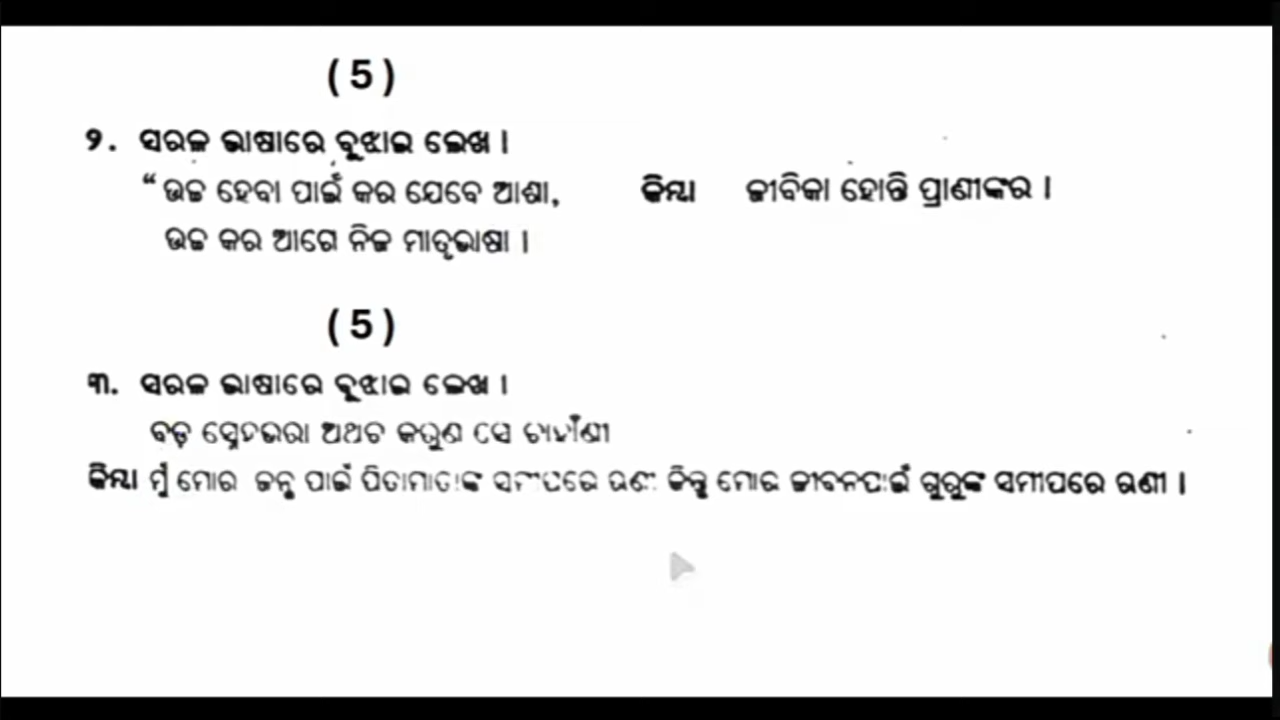 (5)
୨. ସରଳ ଭାଷାରେ ବୁଝାଇ ଲେଖ ।
“ଉଚ୍ଚ ହେବା ପାଇଁ କର ଯେବେ ଆଶା, କିମ୍ବା ଜୀବିକା ହୋନ୍ତି ପ୍ରାଣୀଙ୍କର ।
ଉଚ୍ଚ କର ଆଗେ ନିଜ ମାତୃଭାଷା ।
(5)
୩. ସରଳ ଭାଷାରେ ବୁଝାଇ ଲେଖ ।
ବଡ଼ ସ୍ନେହଭରା ଅଥଚ କରୁଣ ସେ ଚାହାଁଣୀ
କିମ୍ବା ମୁଁ ମୋର ଜନ୍ମ ପାଇଁ ପିତାମାତାଙ୍କ ସମୀପରେ ଋଣୀ କିନ୍ତୁ ମୋର ଜୀବନପାଇଁ ଗୁରୁଙ୍କ ସମୀପରେ ଋଣୀ ।